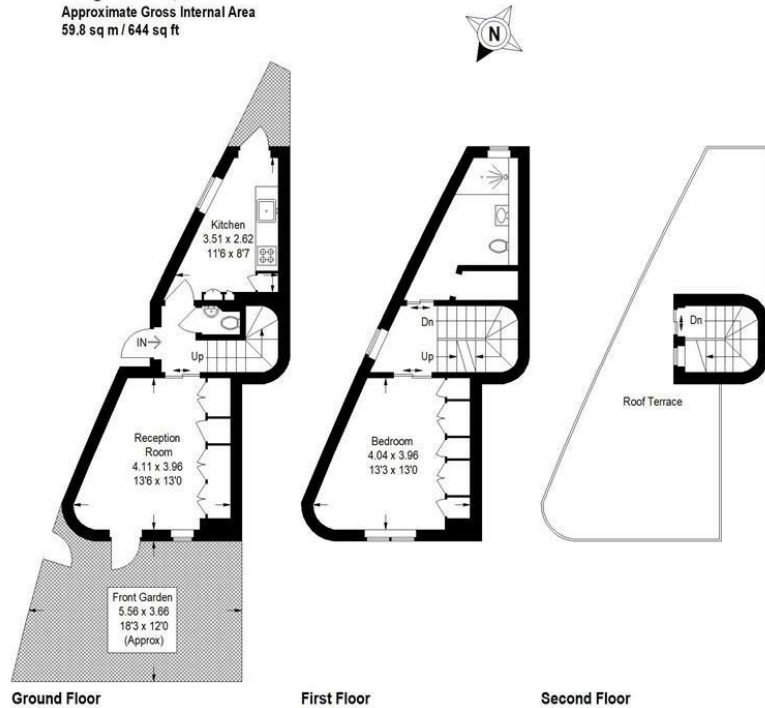 Approximate Gross Internal Area
59.8 sq m / 644 sq ft
N
Kitchen
3.51 x 2.62
11'6 x 8'7
IN
Up
Reception
Room
4.11 x 3.96
13'6 x 13'0
Front Garden
5.56 x 3.66
18'3 x 12'0
(Approx)
Ground Floor
Dn
Up
Bedroom
4.04 x 3.96
13'3 x 13'0
First Floor
Dn
Roof Terrace
Second Floor